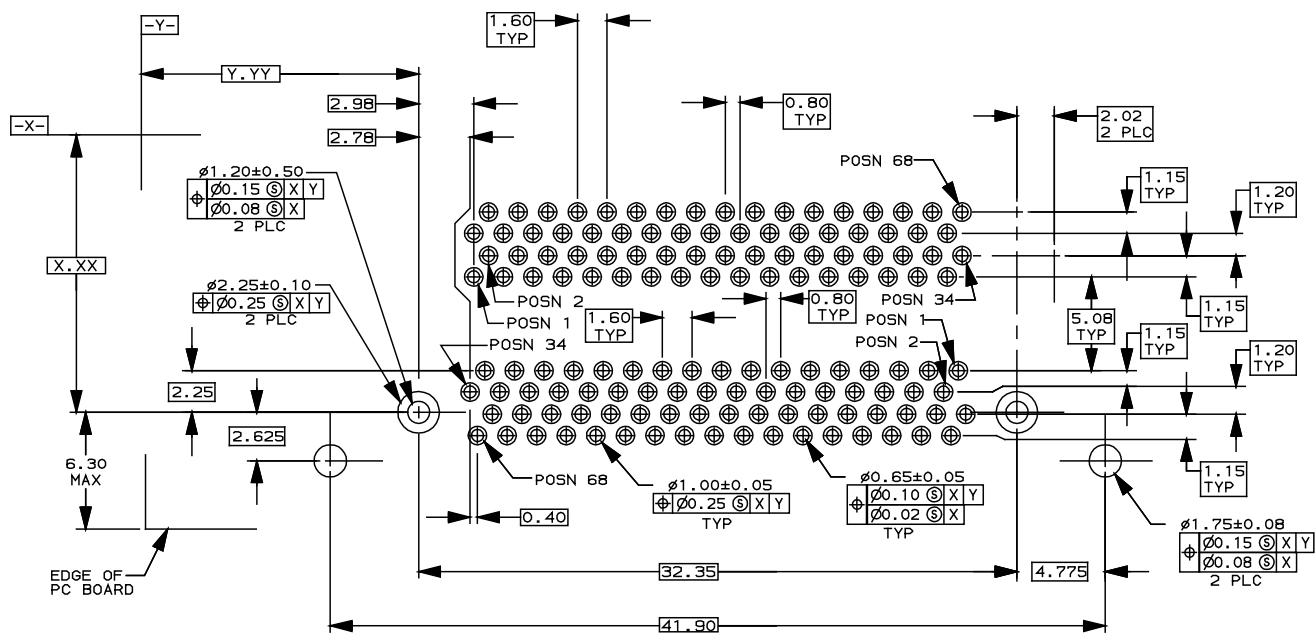 -Y-
1.60
TYP
Y.YY
2.98
0.80
TYP
2.02
2 PLC
-X-
2.78
POSN 68
1.15
TYP
1.20
TYP
ø1.20±0.50
⌖ Ø0.15 Ⓢ X Y
Ø0.08 Ⓢ X
2 PLC
X.XX
ø2.25±0.10
⌖ Ø0.25 Ⓢ X Y
2 PLC
POSN 2
POSN 1
POSN 34
1.60
TYP
0.80
TYP
POSN 34
POSN 1
POSN 2
5.08
TYP
1.15
TYP
1.15
TYP
1.20
TYP
2.25
2.625
6.30
MAX
POSN 68
0.40
ø1.00±0.05
⌖ Ø0.25 Ⓢ X Y
TYP
ø0.65±0.05
⌖ Ø0.10 Ⓢ X Y
Ø0.02 Ⓢ X
TYP
1.15
TYP
ø1.75±0.08
⌖ Ø0.15 Ⓢ X Y
Ø0.08 Ⓢ X
2 PLC
EDGE OF
PC BOARD
32.35
4.775
41.90